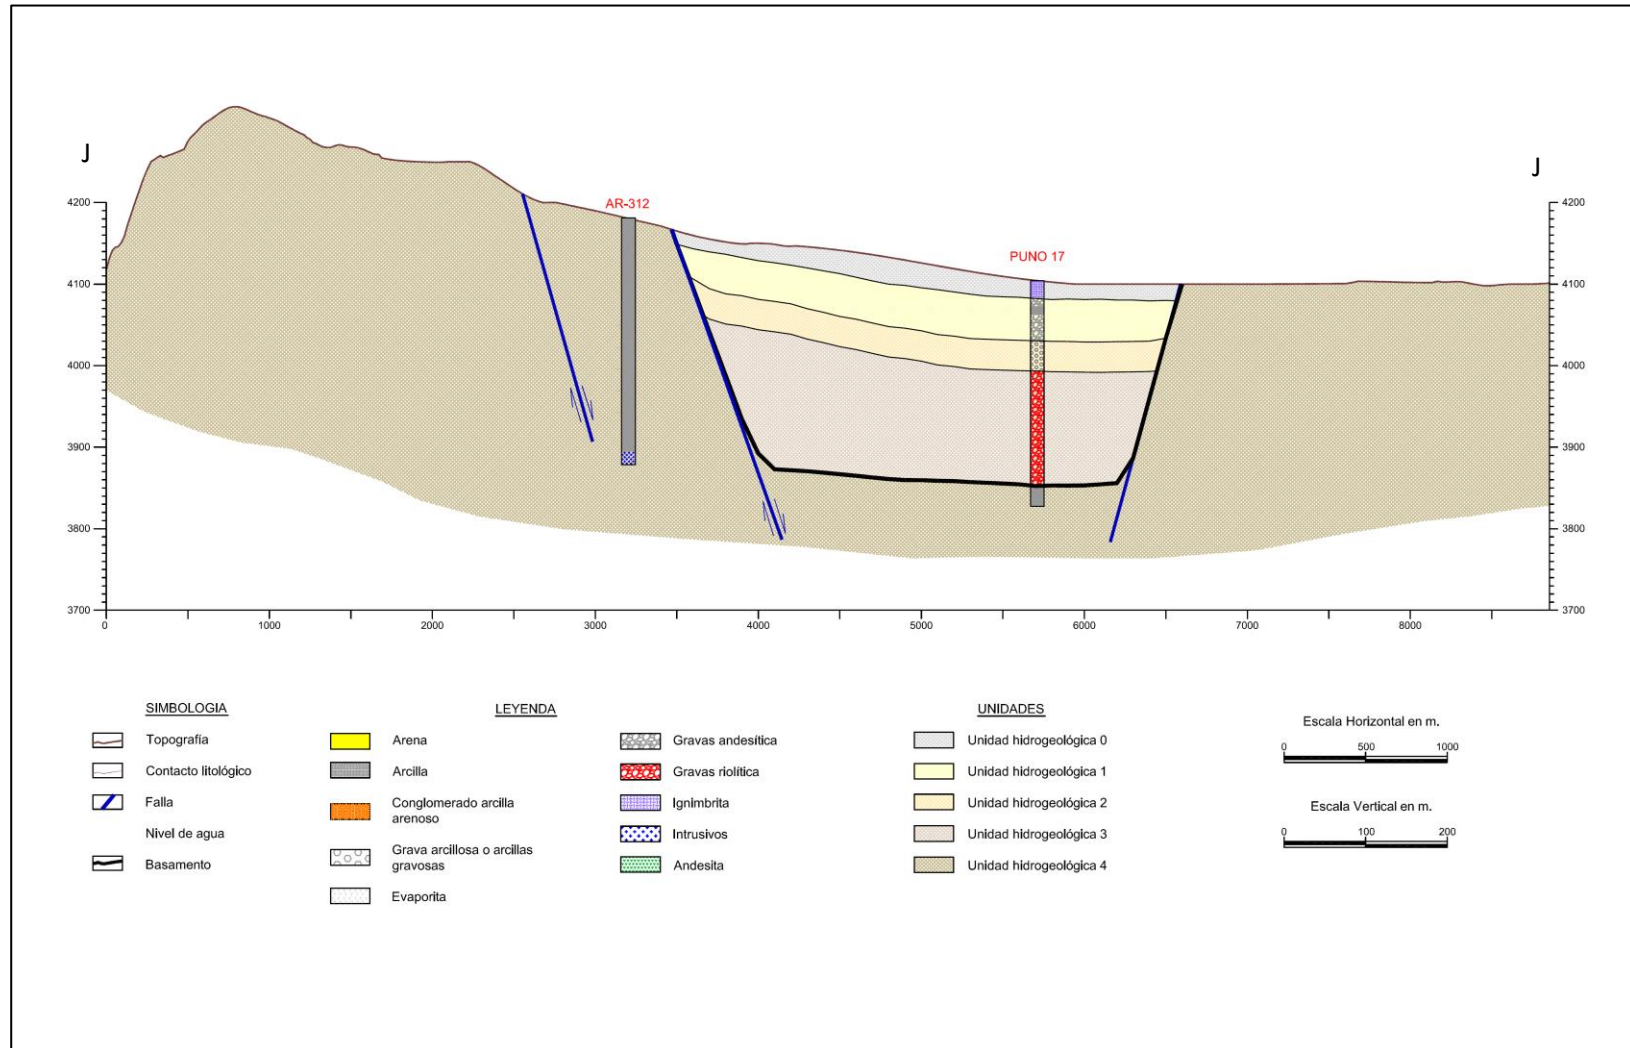 J
J
AR-312
PUNO 17
4200
4100
4000
3900
3800
3700
4200
4100
4000
3900
3800
3700
0
1000
2000
3000
4000
5000
6000
7000
8000
SIMBOLOGIA
Topografía
Contacto litológico
Falla
Nivel de agua
Basamento
LEYENDA
Arena
Arcilla
Conglomerado arcilla
arenoso
Grava arcillosa o arcillas
gravosas
Evaporita
Gravas andesítica
Gravas riolítica
Ignimbrita
Intrusivos
Andesita
UNIDADES
Unidad hidrogeológica 0
Unidad hidrogeológica 1
Unidad hidrogeológica 2
Unidad hidrogeológica 3
Unidad hidrogeológica 4
Escala Horizontal en m.
0 500 1000
Escala Vertical en m.
0 100 200